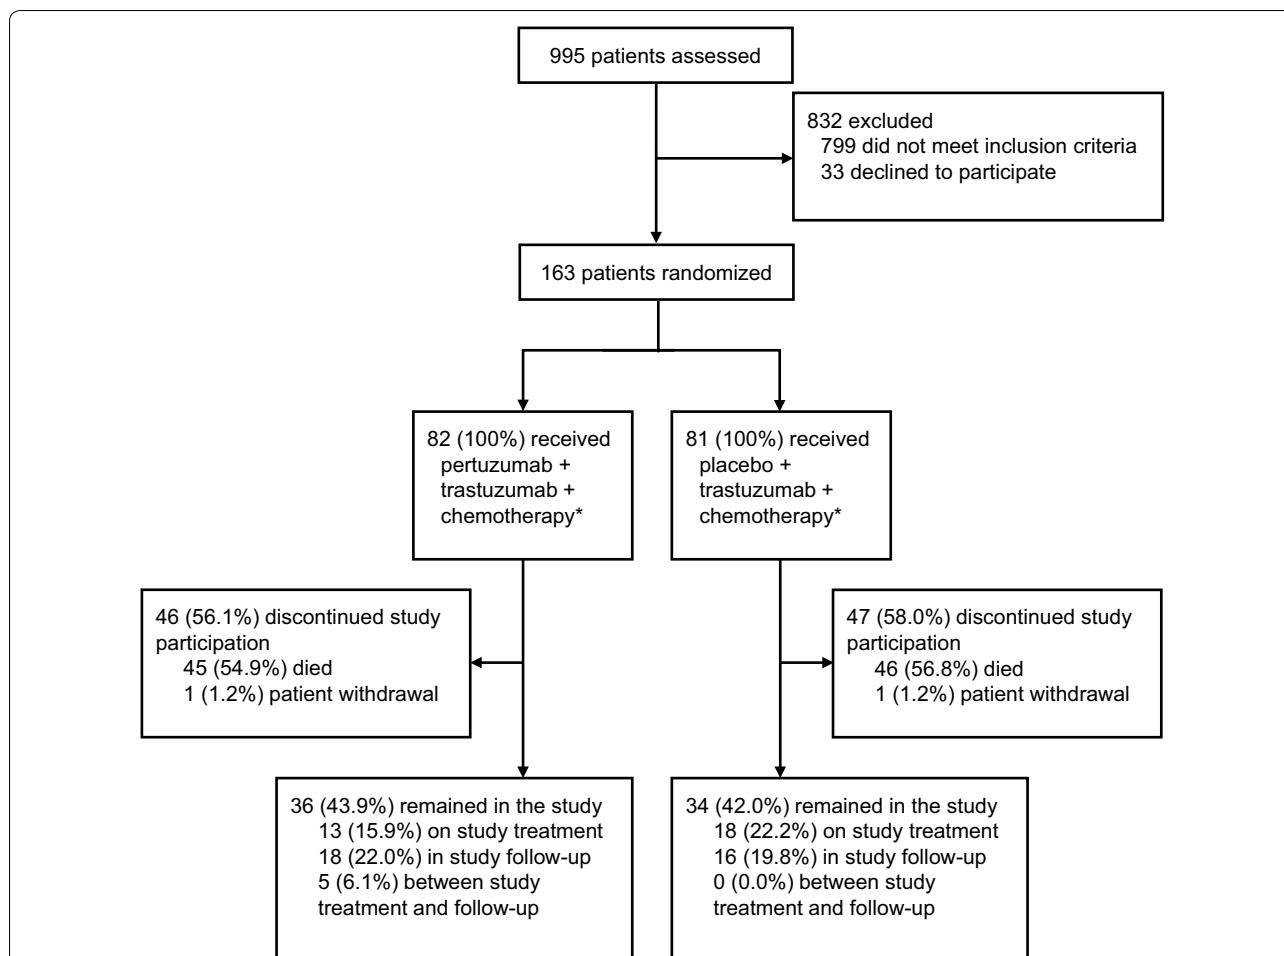 995 patients assessed
832 excluded
799 did not meet inclusion criteria
33 declined to participate
163 patients randomized
82 (100%) received
pertuzumab +
trastuzumab +
chemotherapy*
81 (100%) received
placebo +
trastuzumab +
chemotherapy*
46 (56.1%) discontinued study
participation
45 (54.9%) died
1 (1.2%) patient withdrawal
47 (58.0%) discontinued study
participation
46 (56.8%) died
1 (1.2%) patient withdrawal
36 (43.9%) remained in the study
13 (15.9%) on study treatment
18 (22.0%) in study follow-up
5 (6.1%) between study
treatment and follow-up
34 (42.0%) remained in the study
18 (22.2%) on study treatment
16 (19.8%) in study follow-up
0 (0.0%) between study
treatment and follow-up